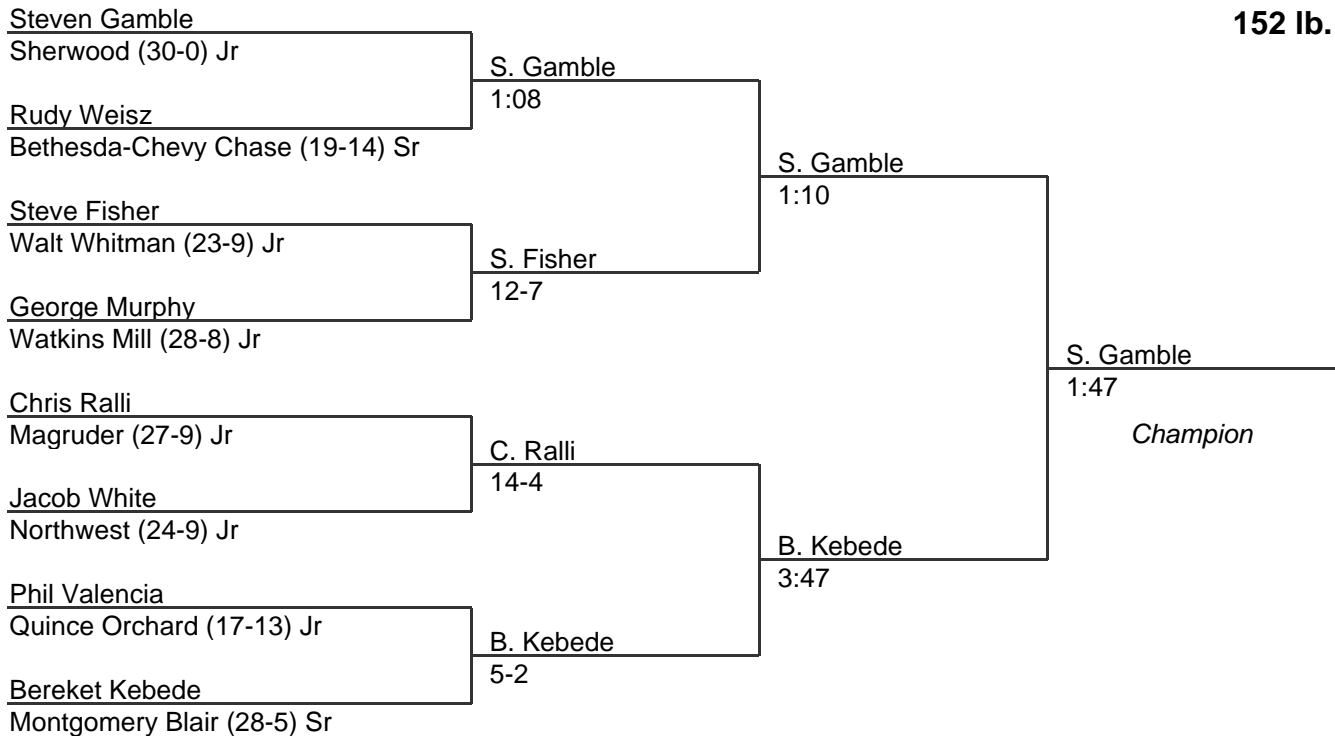 152 lb.
Steven Gamble
Sherwood (30-0) Jr
S. Gamble
1:08
Rudy Weisz
Bethesda-Chevy Chase (19-14) Sr
S. Gamble
1:10
Steve Fisher
Walt Whitman (23-9) Jr
S. Fisher
12-7
George Murphy
Watkins Mill (28-8) Jr
S. Gamble
1:47
Champion
Chris Ralli
Magruder (27-9) Jr
C. Ralli
14-4
Jacob White
Northwest (24-9) Jr
B. Kebede
3:47
Phil Valencia
Quince Orchard (17-13) Jr
B. Kebede
5-2
Bereket Kebede
Montgomery Blair (28-5) Sr